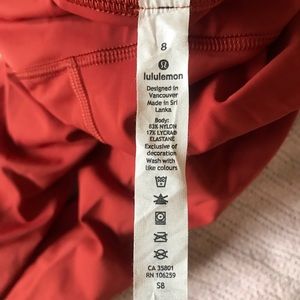 8
lululemon
Designed in
Vancouver
Made in Sri
Lanka
Body:
83% NYLON
17% LYCRA®
ELASTANE
Exclusive of
decoration
Wash with
like colours
CA 35801
RN 106259
S8